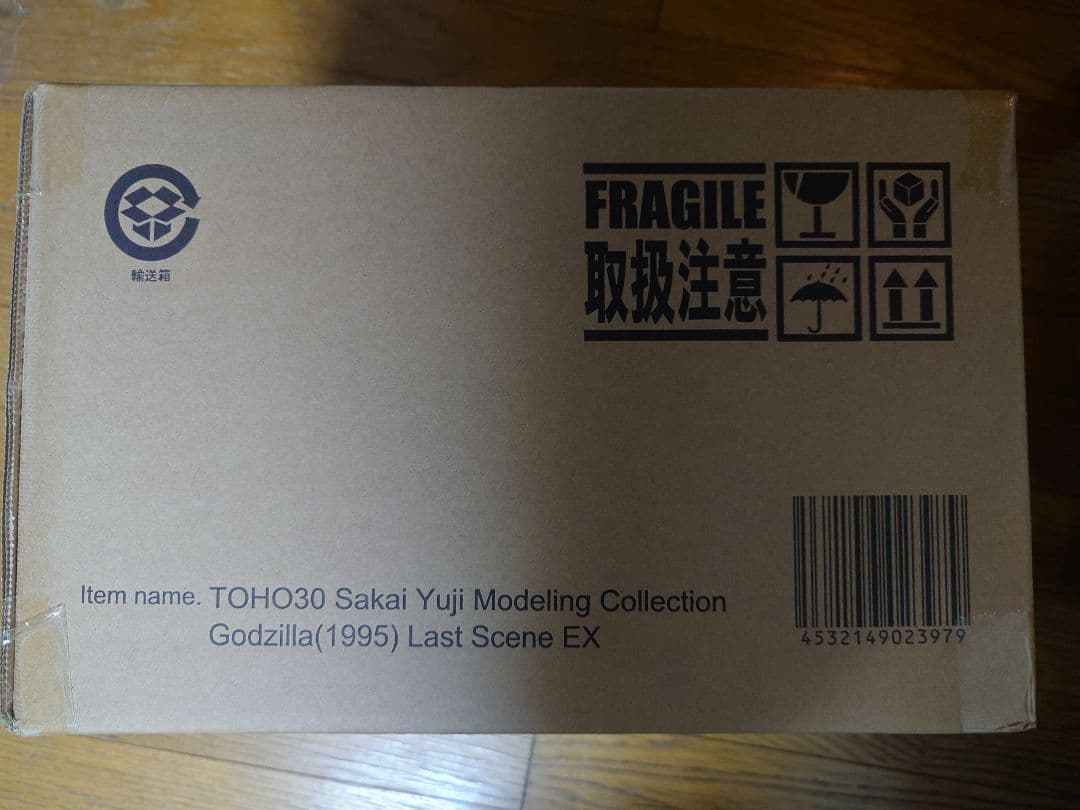 輸送箱
FRAGILE
取扱注意
Item name. TOHO30 Sakai Yuji Modeling Collection
Godzilla(1995) Last Scene EX
4532149023979